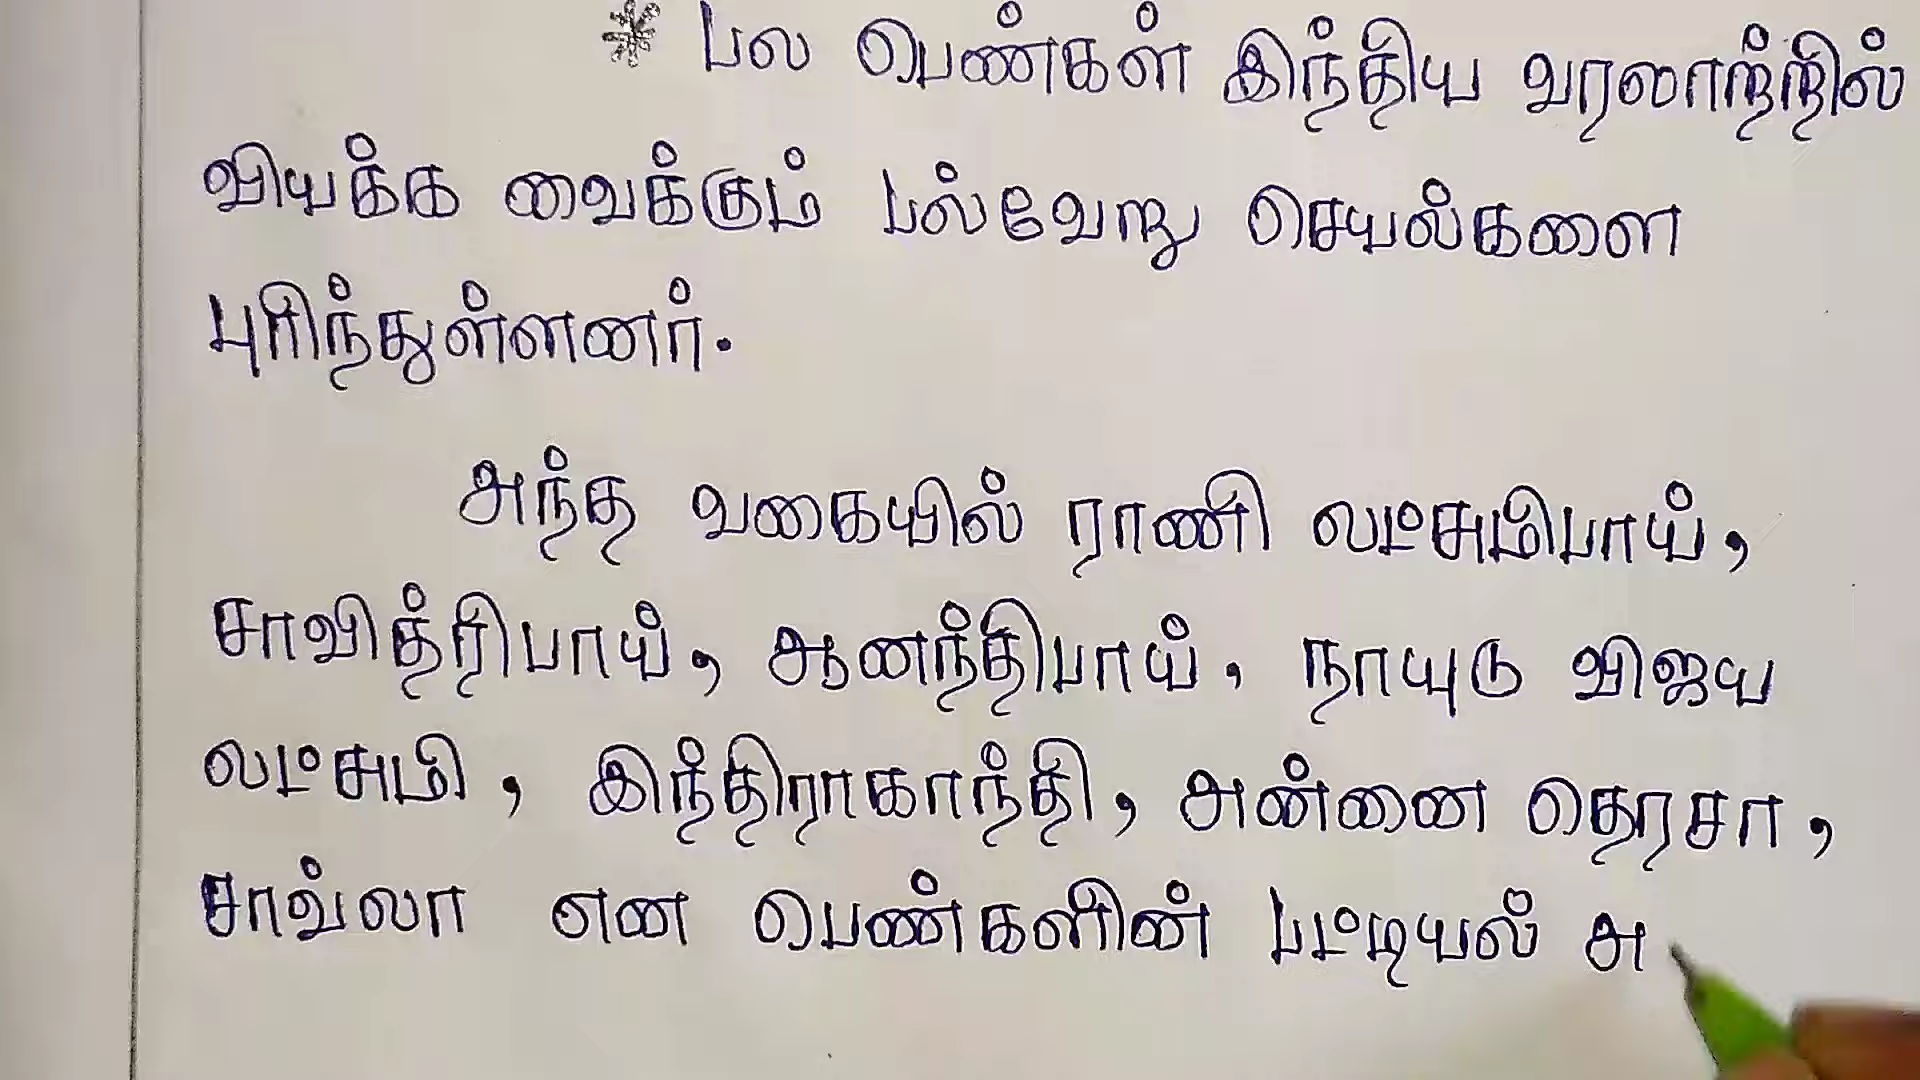 * பல பெண்கள் இந்திய வரலாற்றில்
வியக்க வைக்கும் பல்வேறு செயல்களை
புரிந்துள்ளனர்.
அந்த வகையில் ராணி லட்சுமிபாய்,
சாவித்ரிபாய், ஆனந்திபாய், நாயுடு விஜய
லட்சுமி, இந்திராகாந்தி, அன்னை தெரசா,
சாவ்லா என பெண்களின் பட்டியல் அ